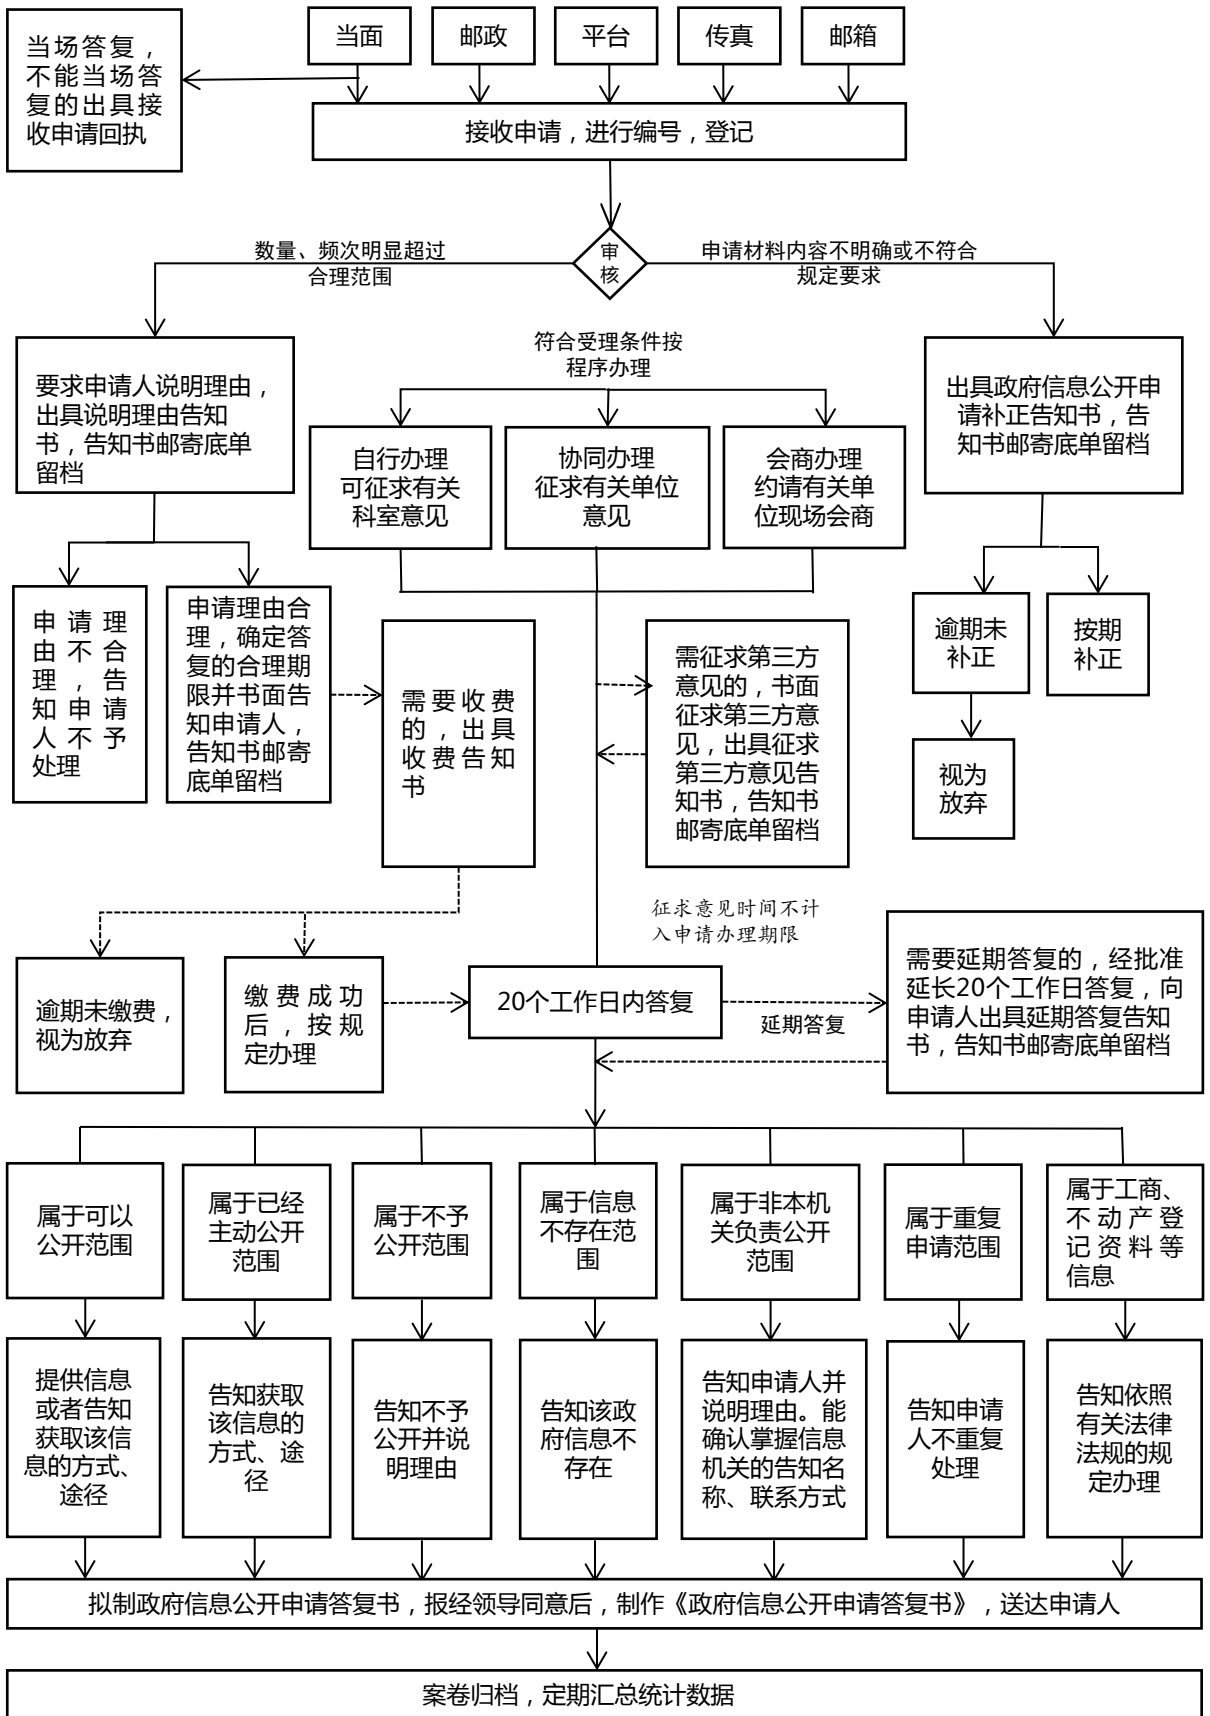 当场答复，
不能当场答
复的出具接
收申请回执
当面
邮政
平台
传真
邮箱
接收申请，进行编号，登记
审
核
数量、频次明显超过
合理范围
申请材料内容不明确或不符合
规定要求
符合受理条件按
程序办理
要求申请人说明理由，
出具说明理由告知
书，告知书邮寄底单
留档
自行办理
可征求有关
科室意见
协同办理
征求有关单位
意见
会商办理
约请有关单
位现场会商
出具政府信息公开申
请补正告知书，告
知书邮寄底单留档
申请理
由不合
理，告
知申请
人不予
处理
申请理由合
理，确定答
复的合理期
限并书面告
知申请人，
告知书邮寄
底单留档
需要收费
的，出具
收费告知
书
需征求第三方
意见的，书面
征求第三方意
见，出具征求
第三方意见告
知书，告知书
邮寄底单留档
逾期未
补正
按期
补正
视为
放弃
征求意见时间不计
入申请办理期限
逾期未缴费，
视为放弃
缴费成功
后，按规
定办理
20个工作日内答复
延期答复
需要延期答复的，经批准
延长20个工作日答复，向
申请人出具延期答复告知
书，告知书邮寄底单留档
属于可以
公开范围
属于已经
主动公开
范围
属于不予
公开范围
属于信息
不存在范
围
属于非本机
关负责公开
范围
属于重复
申请范围
属于工商、
不动产登
记资料等
信息
提供信息
或者告知
获取该信
息的方式、
途径
告知获取
该信息的
方式、途
径
告知不予
公开并说
明理由
告知该政
府信息不
存在
告知申请人并
说明理由。能
确认掌握信息
机关的告知名
称、联系方式
告知申请
人不重复
处理
告知依照
有关法律
法规的规
定办理
拟制政府信息公开申请答复书，报经领导同意后，制作《政府信息公开申请答复书》，送达申请人
案卷归档，定期汇总统计数据